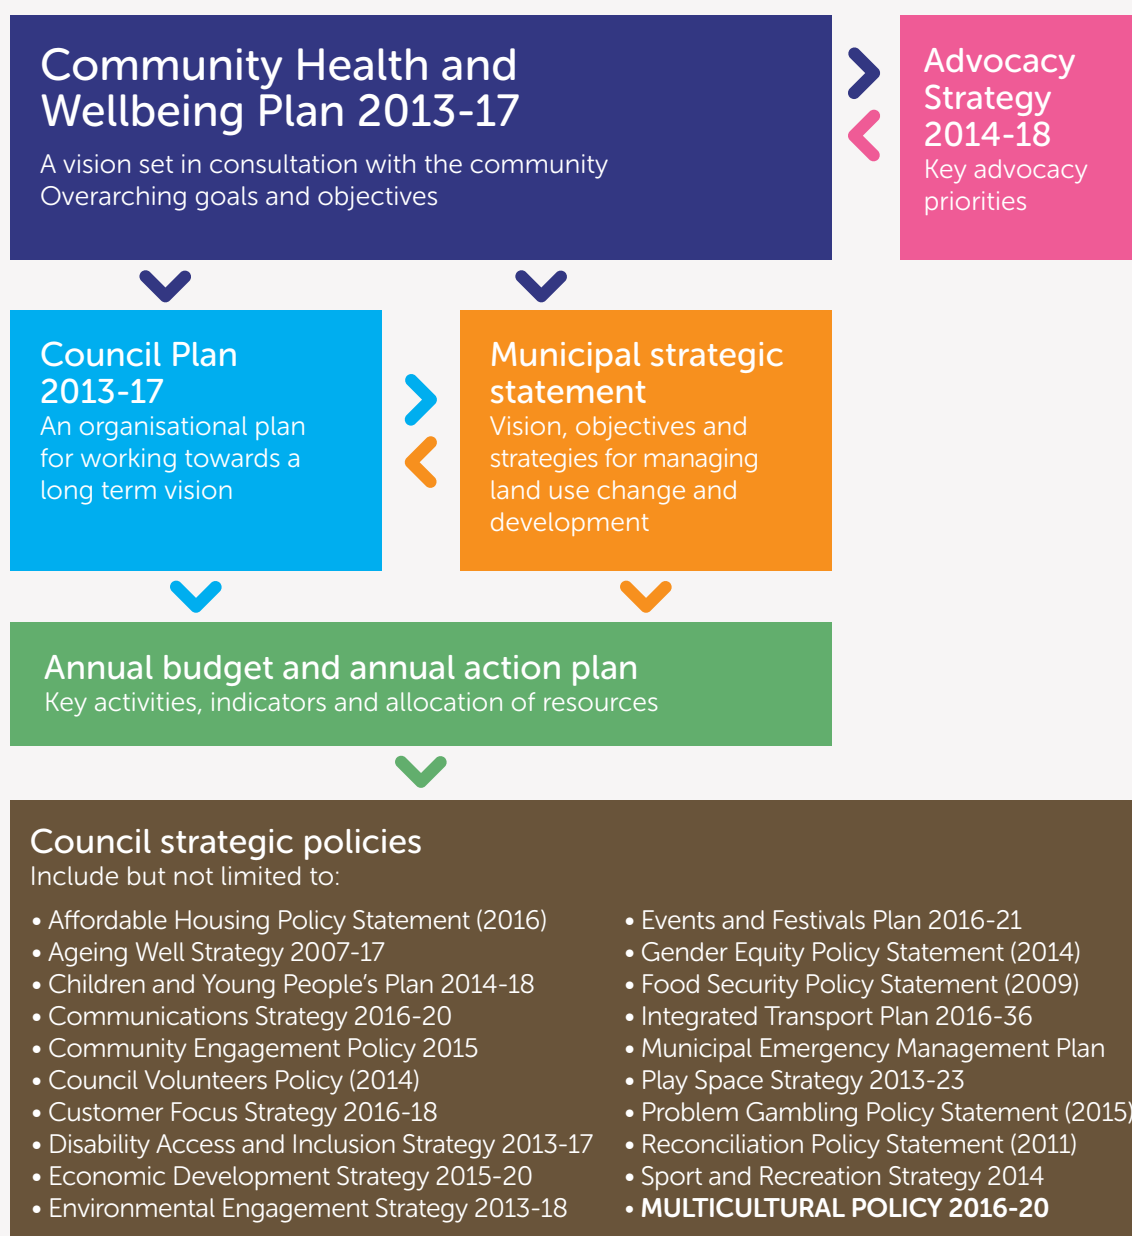 Community Health and
Wellbeing Plan 2013-17
A vision set in consultation with the community
Overarching goals and objectives
Advocacy
Strategy
2014-18
Key advocacy
priorities
Council Plan
2013-17
An organisational plan
for working towards a
long term vision
Municipal strategic
statement
Vision, objectives and
strategies for managing
land use change and
development
Annual budget and annual action plan
Key activities, indicators and allocation of resources
Council strategic policies
Include but not limited to:
• Affordable Housing Policy Statement (2016)
• Ageing Well Strategy 2007-17
• Children and Young People's Plan 2014-18
• Communications Strategy 2016-20
• Community Engagement Policy 2015
• Council Volunteers Policy (2014)
• Customer Focus Strategy 2016-18
• Disability Access and Inclusion Strategy 2013-17
• Economic Development Strategy 2015-20
• Environmental Engagement Strategy 2013-18
• Events and Festivals Plan 2016-21
• Gender Equity Policy Statement (2014)
• Food Security Policy Statement (2009)
• Integrated Transport Plan 2016-36
• Municipal Emergency Management Plan
• Play Space Strategy 2013-23
• Problem Gambling Policy Statement (2015)
• Reconciliation Policy Statement (2011)
• Sport and Recreation Strategy 2014
• MULTICULTURAL POLICY 2016-20